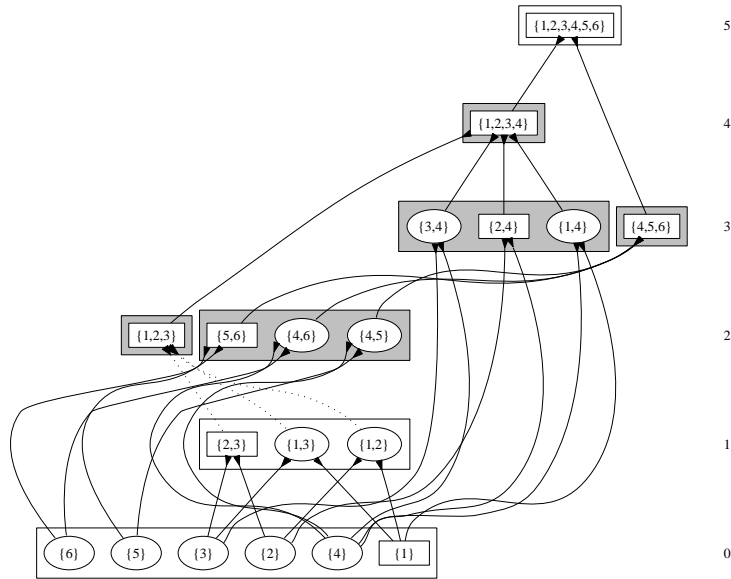 {1,2,3,4,5,6} 5
{1,2,3,4} 4
{3,4} {2,4} {1,4} {4,5,6} 3
{1,2,3} {5,6} {4,6} {4,5} 2
{2,3} {1,3} {1,2} 1
{6} {5} {3} {2} {4} {1} 0